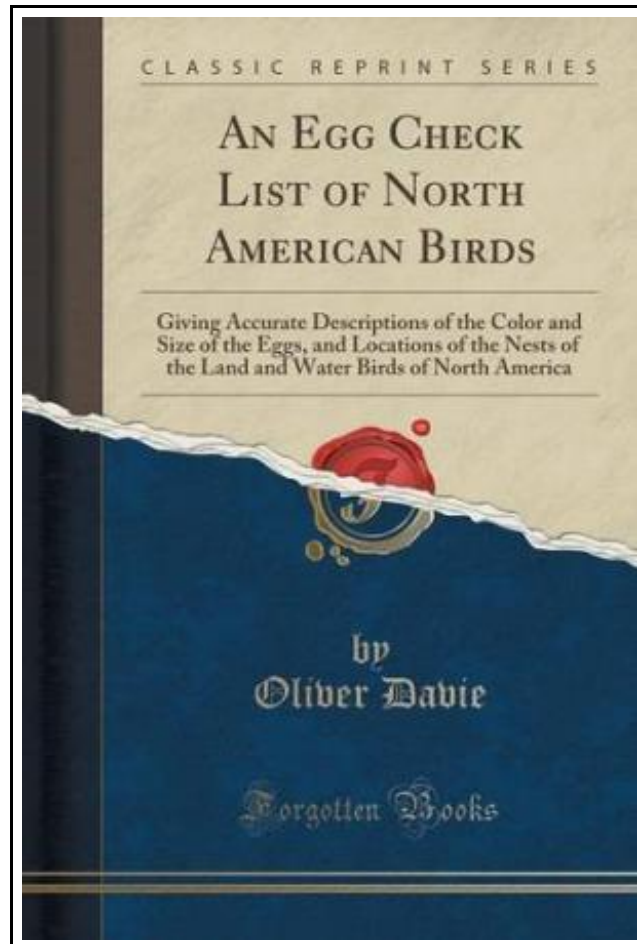 CLASSIC REPRINT SERIES
AN EGG CHECK
LIST OF NORTH
AMERICAN BIRDS
Giving Accurate Descriptions of the Color and
Size of the Eggs, and Locations of the Nests of
the Land and Water Birds of North America
F
by
Oliver Davie
Forgotten Books